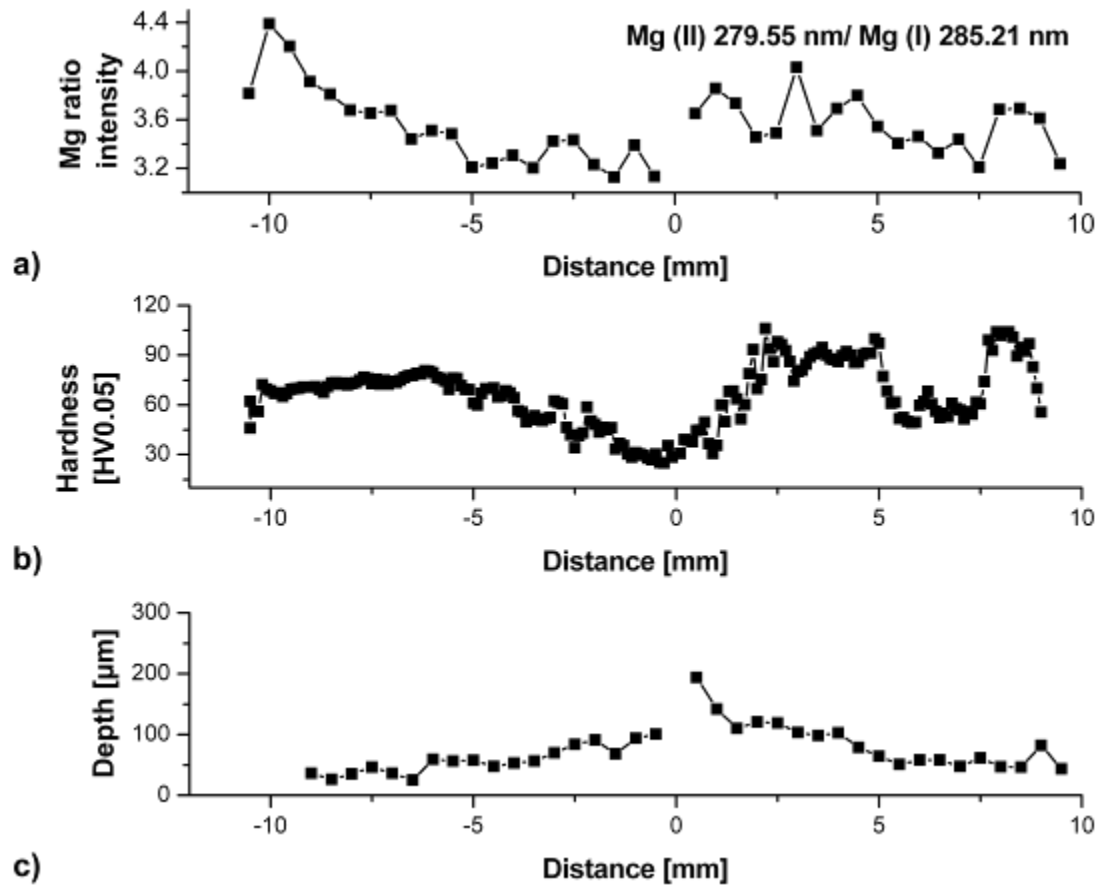 4.4
4.0
3.6
3.2
Mg ratio
intensity
Mg (II) 279.55 nm/ Mg (I) 285.21 nm
-10 -5 0 5 10
a)
Distance [mm]
120
90
60
30
Hardness
[HV0.05]
-10 -5 0 5 10
b)
Distance [mm]
300
200
100
0
Depth [µm]
-10 -5 0 5 10
c)
Distance [mm]